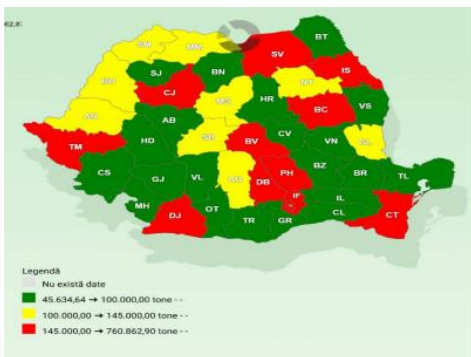 62,8
BT
SM
MM
SV
SJ
BN
IS
BH
NT
CJ
MS
HR
BC
VS
AR
AB
TM
HD
SB
BV
CV
VN
GL
CS
GJ
VL
AG
DB
PH
BZ
BR
TL
IF
MH
DJ
OT
TR
GR
IL
CL
CT
Legendă
Nu există date
45.634,64 → 100.000,00 tone - -
100.000,00 → 145.000,00 tone - -
145.000,00 → 760.862,90 tone - -